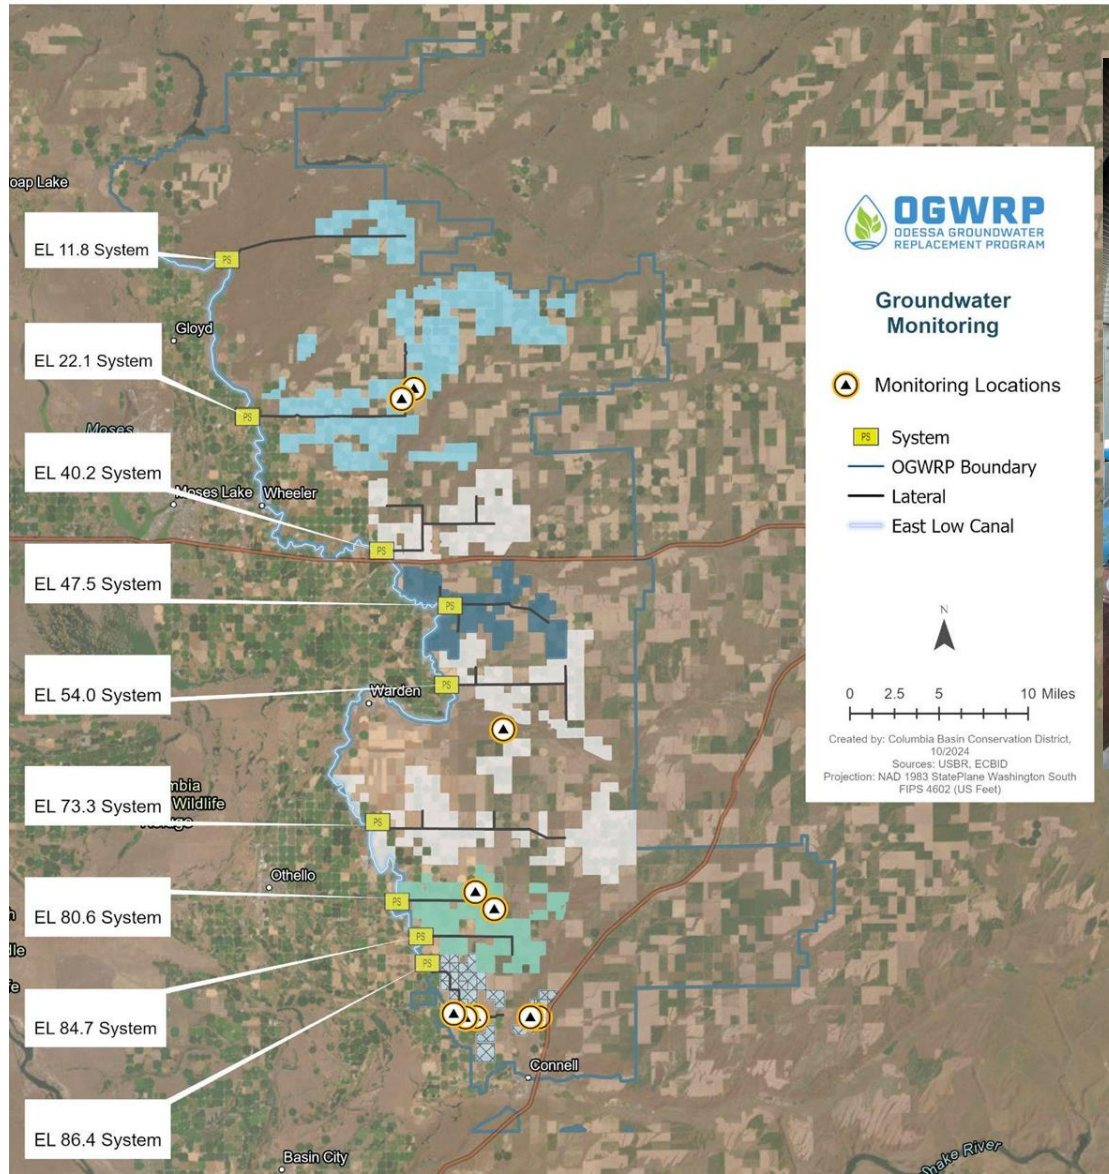 oap Lake
EL 11.8 System
PS
Gloyd
EL 22.1 System
PS
Moses
EL 40.2 System
Moses Lake
Wheeler
PS
EL 47.5 System
PS
EL 54.0 System
PS
Warden
mbia
Wildlife
EL 73.3 System
PS
Othello
EL 80.6 System
PS
PS
dle
PS
fe
EL 84.7 System
Connell
EL 86.4 System
Basin City
Snake River
OGWRP
ODESSA GROUNDWATER
REPLACEMENT PROGRAM
Groundwater
Monitoring
Monitoring Locations
PS System
OGWRP Boundary
Lateral
East Low Canal
N
0 2.5 5 10 Miles
Created by: Columbia Basin Conservation District,
10/2024
Sources: USBR, ECBID
Projection: NAD 1983 StatePlane Washington South
FIPS 4602 (US Feet)